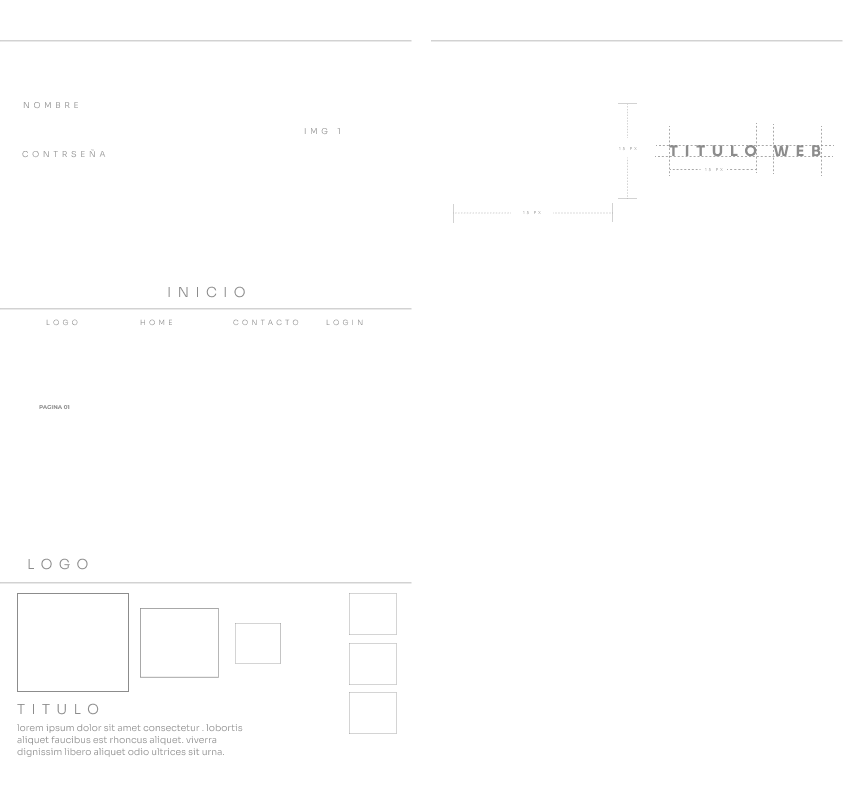 NOMBRE
IMG 1
CONTRSEÑA
15 PX
TITULO WEB
15 PX
15 PX
INICIO
LOGO HOME CONTACTO LOGIN
PAGINA 01
LOGO
TITULO
lorem ipsum dolor sit amet consectetur . lobortis
aliquet faucibus est rhoncus aliquet. viverra
dignissim libero aliquet odio ultrices sit urna.